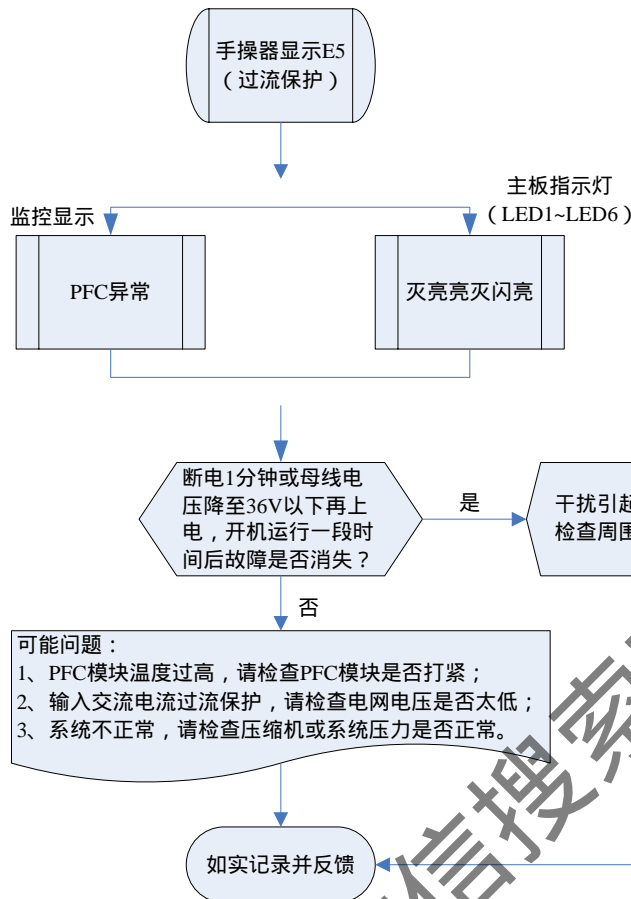 手操器显示E5
（过流保护）
主板指示灯
（LED1~LED6）
监控显示
PFC异常
灭亮亮灭闪亮
断电1分钟或母线电
压降至36V以下再上
电，开机运行一段时
间后故障是否消失？
是
干扰引起
检查周围
否
可能问题：
1、PFC模块温度过高，请检查PFC模块是否打紧；
2、输入交流电流过流保护，请检查电网电压是否太低；
3、系统不正常，请检查压缩机或系统压力是否正常。
如实记录并反馈
信搜索